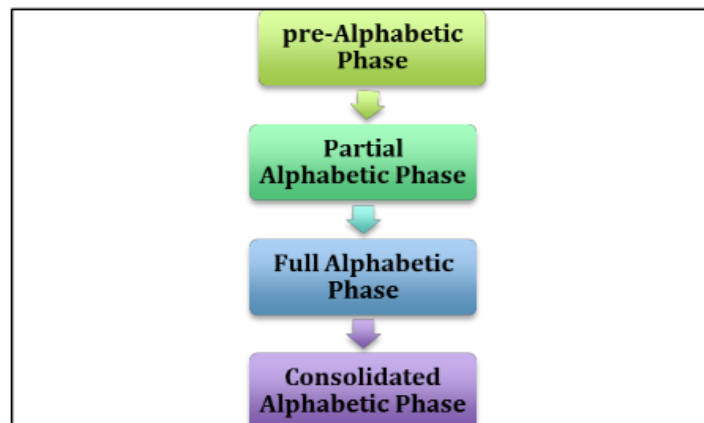 pre-Alphabetic
Phase
Partial
Alphabetic Phase
Full Alphabetic
Phase
Consolidated
Alphabetic Phase